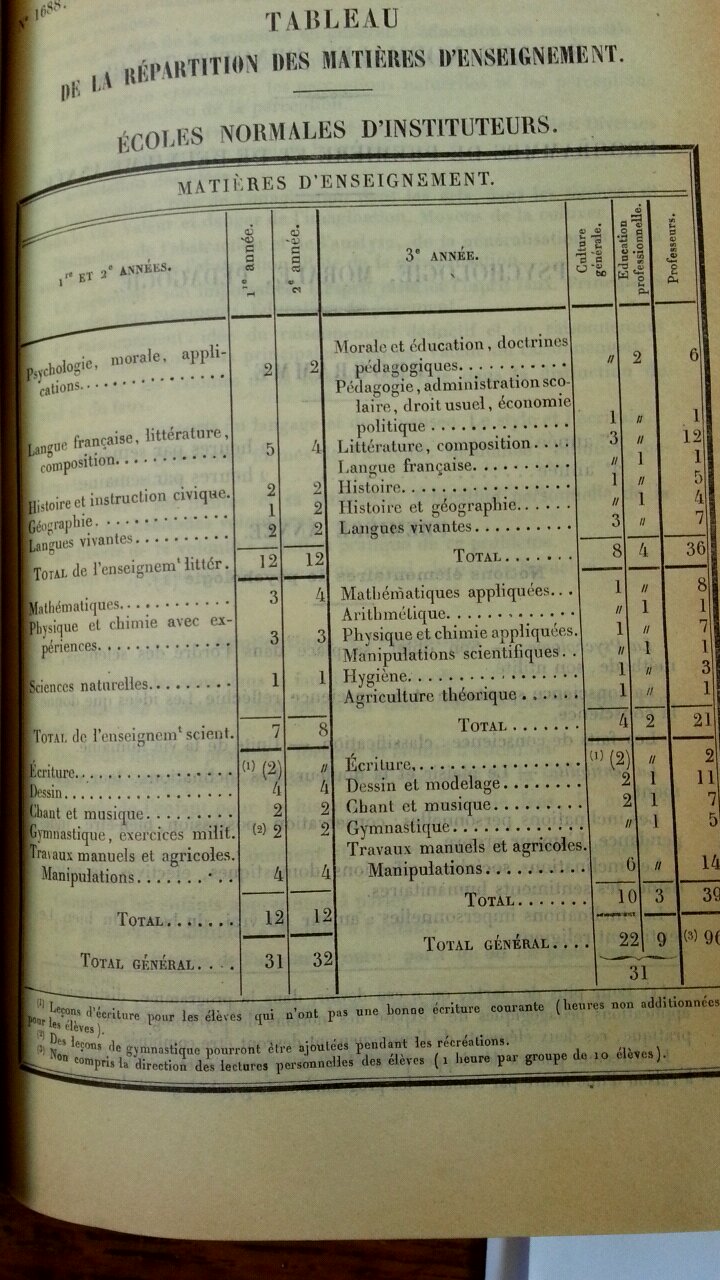 N° 1688.
TABLEAU
DE LA RÉPARTITION DES MATIÈRES D'ENSEIGNEMENT.
ÉCOLES NORMALES D'INSTITUTEURS.
MATIÈRES D'ENSEIGNEMENT.
1re ET 2e ANNÉES. 1re année. 2e année. 3e ANNÉE. Culture générale. Education professionnelle. Professeurs.
Psychologie, morale, appli-
cations............... 2 2
Morale et éducation, doctrines
pédagogiques........... " 2 6
Pédagogie, administration sco-
laire, droit usuel, économie
politique .............. 1 " 1
Langue française, littérature,
composition............ 5 4
Littérature, composition.... 3 " 12
Langue française.......... " 1 1
Histoire et instruction civique. 2 2
Histoire................. 1 " 5
Géographie.............. 1 2
Histoire et géographie...... " 1 4
Langues vivantes.......... 2 2
Langues vivantes.......... 3 " 7
TOTAL de l'enseignemt littér. 12 12
TOTAL....... 8 4 36
Mathématiques............ 3 4
Mathématiques appliquées... 1 " 8
Arithmétique............. " 1 1
Physique et chimie avec ex-
périences.............. 3 3
Physique et chimie appliquées. 1 " 7
Manipulations scientifiques.. " 1 1
Sciences naturelles......... 1 1
Hygiène................. 1 " 3
Agriculture théorique ...... 1 " 1
TOTAL de l'enseignemt scient. 7 8
TOTAL....... 4 2 21
Écriture................. (1) (2) "
Écriture................. (1) (2) " 2
Dessin.................. 4 4
Dessin et modelage........ 2 1 11
Chant et musique.......... 2 2
Chant et musique......... 2 1 7
Gymnastique, exercices milit. (2) 2 2
Gymnastique............. " 1 5
Travaux manuels et agricoles.
Manipulations.......... 4 4
Travaux manuels et agricoles.
Manipulations.......... 6 " 14
TOTAL....... 12 12
TOTAL....... 10 3 39
TOTAL GÉNÉRAL.... 31 32
TOTAL GÉNÉRAL.... 22 9 (3) 96
31
(1) Leçons d'écriture pour les élèves qui n'ont pas une bonne écriture courante (heures non additionnées
pour les élèves).
(2) Des leçons de gymnastique pourront être ajoutées pendant les récréations.
(3) Non compris la direction des lectures personnelles des élèves (1 heure par groupe de 10 élèves).